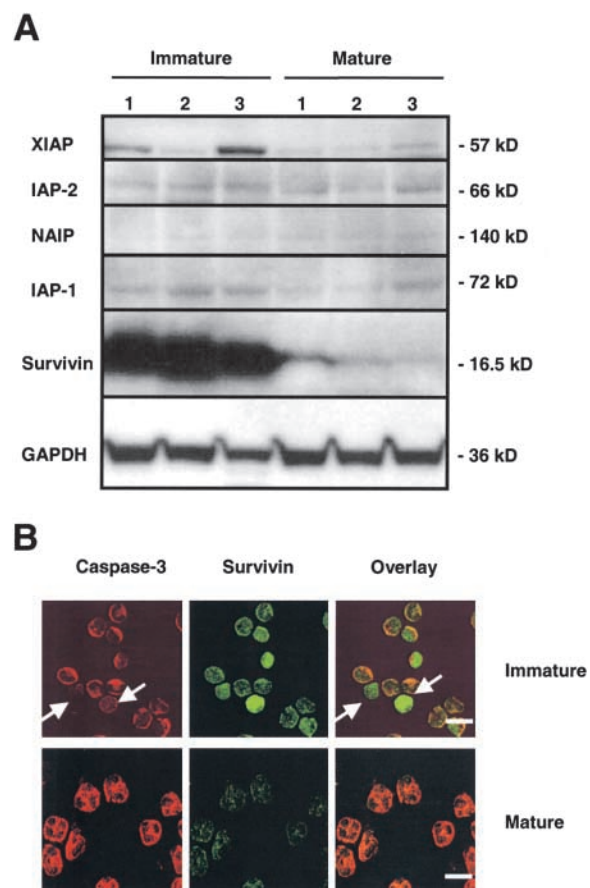 A
Immature Mature
1 2 3 1 2 3
XIAP - 57 kD
IAP-2 - 66 kD
NAIP - 140 kD
IAP-1 - 72 kD
Survivin - 16.5 kD
GAPDH - 36 kD
B
Caspase-3 Survivin Overlay
Immature
Mature